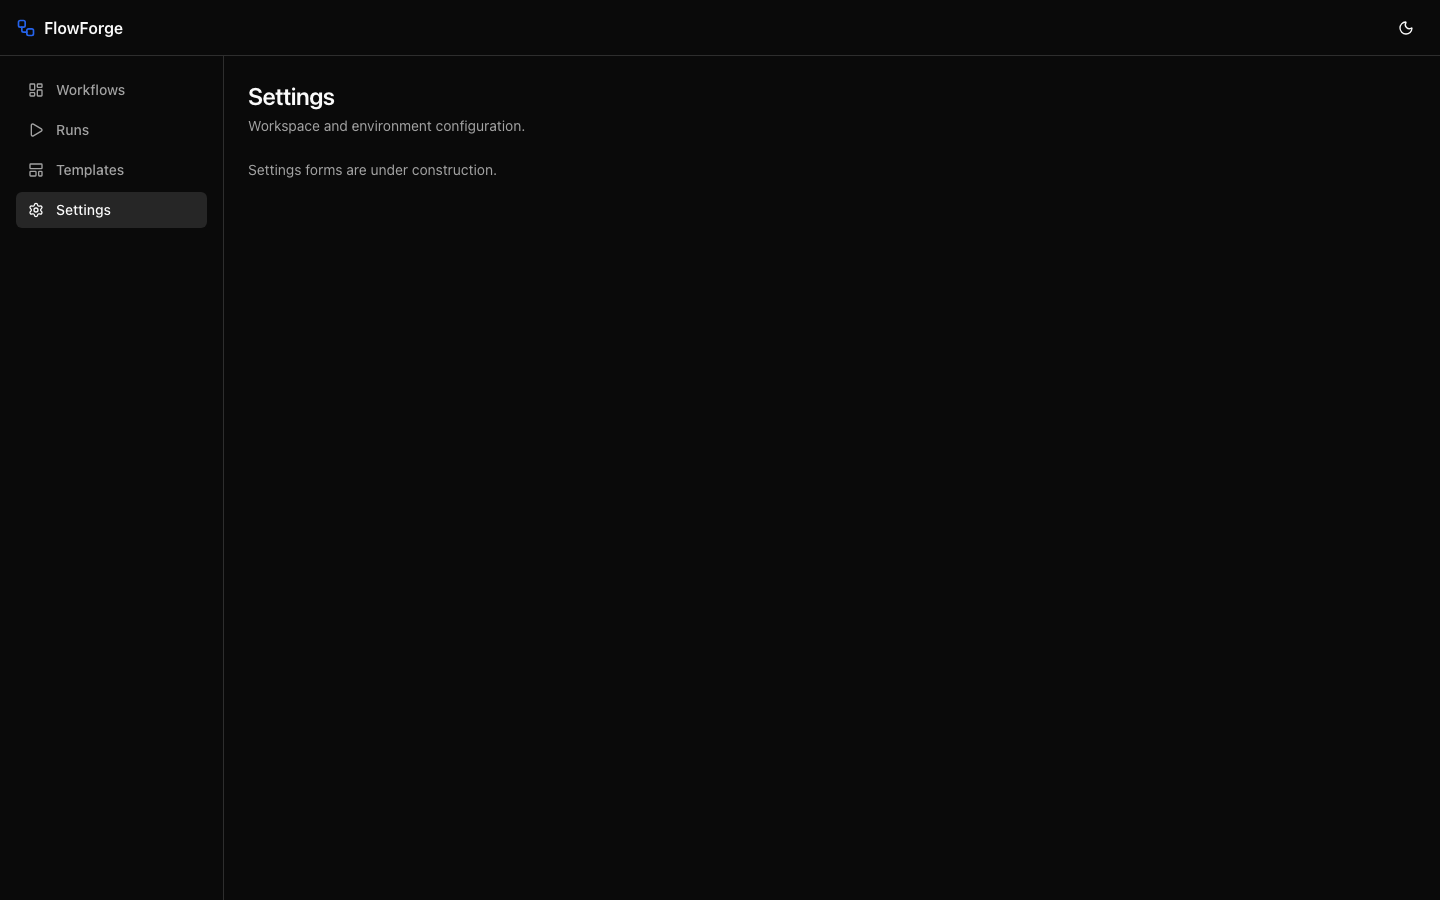 FlowForge
Workflows
Runs
Templates
Settings
Settings
Workspace and environment configuration.
Settings forms are under construction.